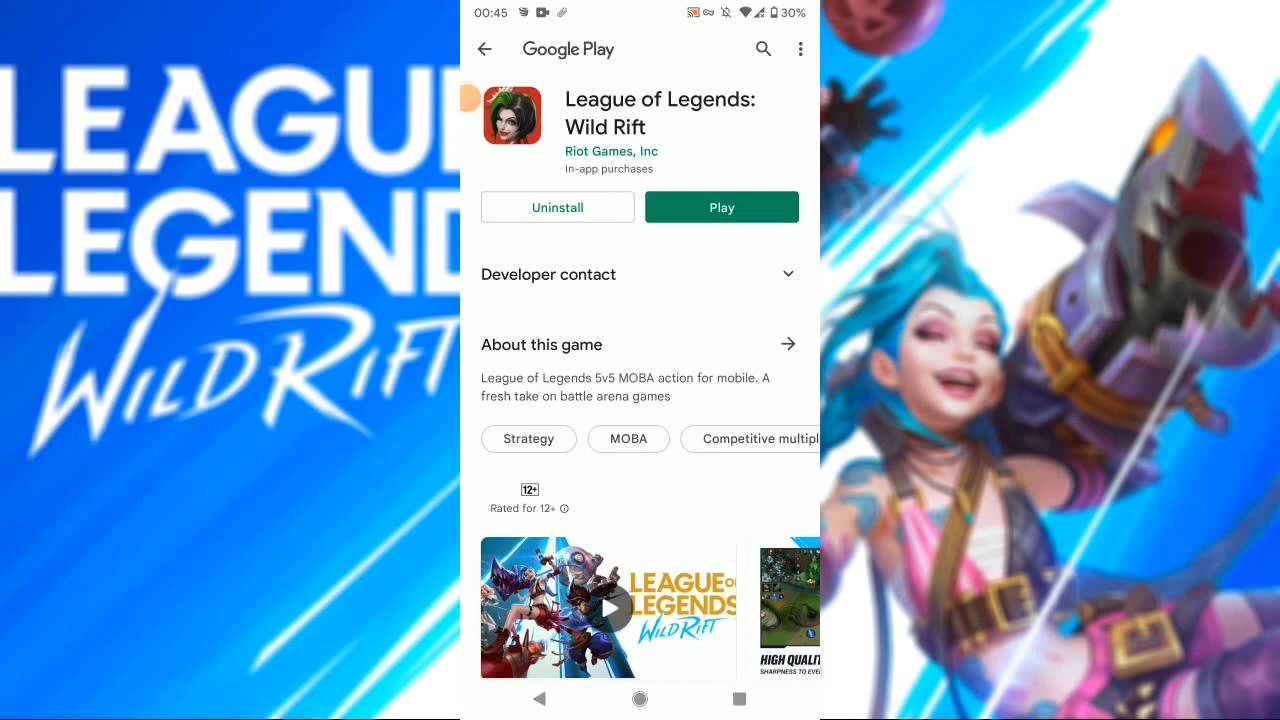 LEAGU
LEGEND
WILD RIFT
00:45
30%
Google Play
League of Legends:
Wild Rift
Riot Games, Inc
In-app purchases
Uninstall
Play
Developer contact
About this game
League of Legends 5v5 MOBA action for mobile. A
fresh take on battle arena games
Strategy
MOBA
Competitive multipl
12+
Rated for 12+
LEAGUE OF
LEGENDS
WILD RIFT
HIGH QUALIT
SHARPNESS TO EVE